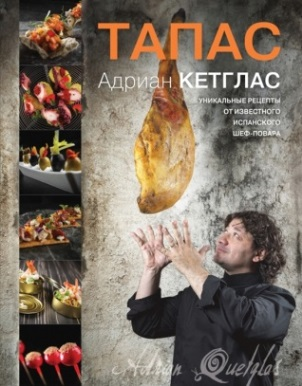 ТАПАС
Адриан КЕТГЛАС
УНИКАЛЬНЫЕ РЕЦЕПТЫ
ОТ ИЗВЕСТНОГО
ИСПАНСКОГО
ШЕФ-ПОВАРА
Adrian Quetglas